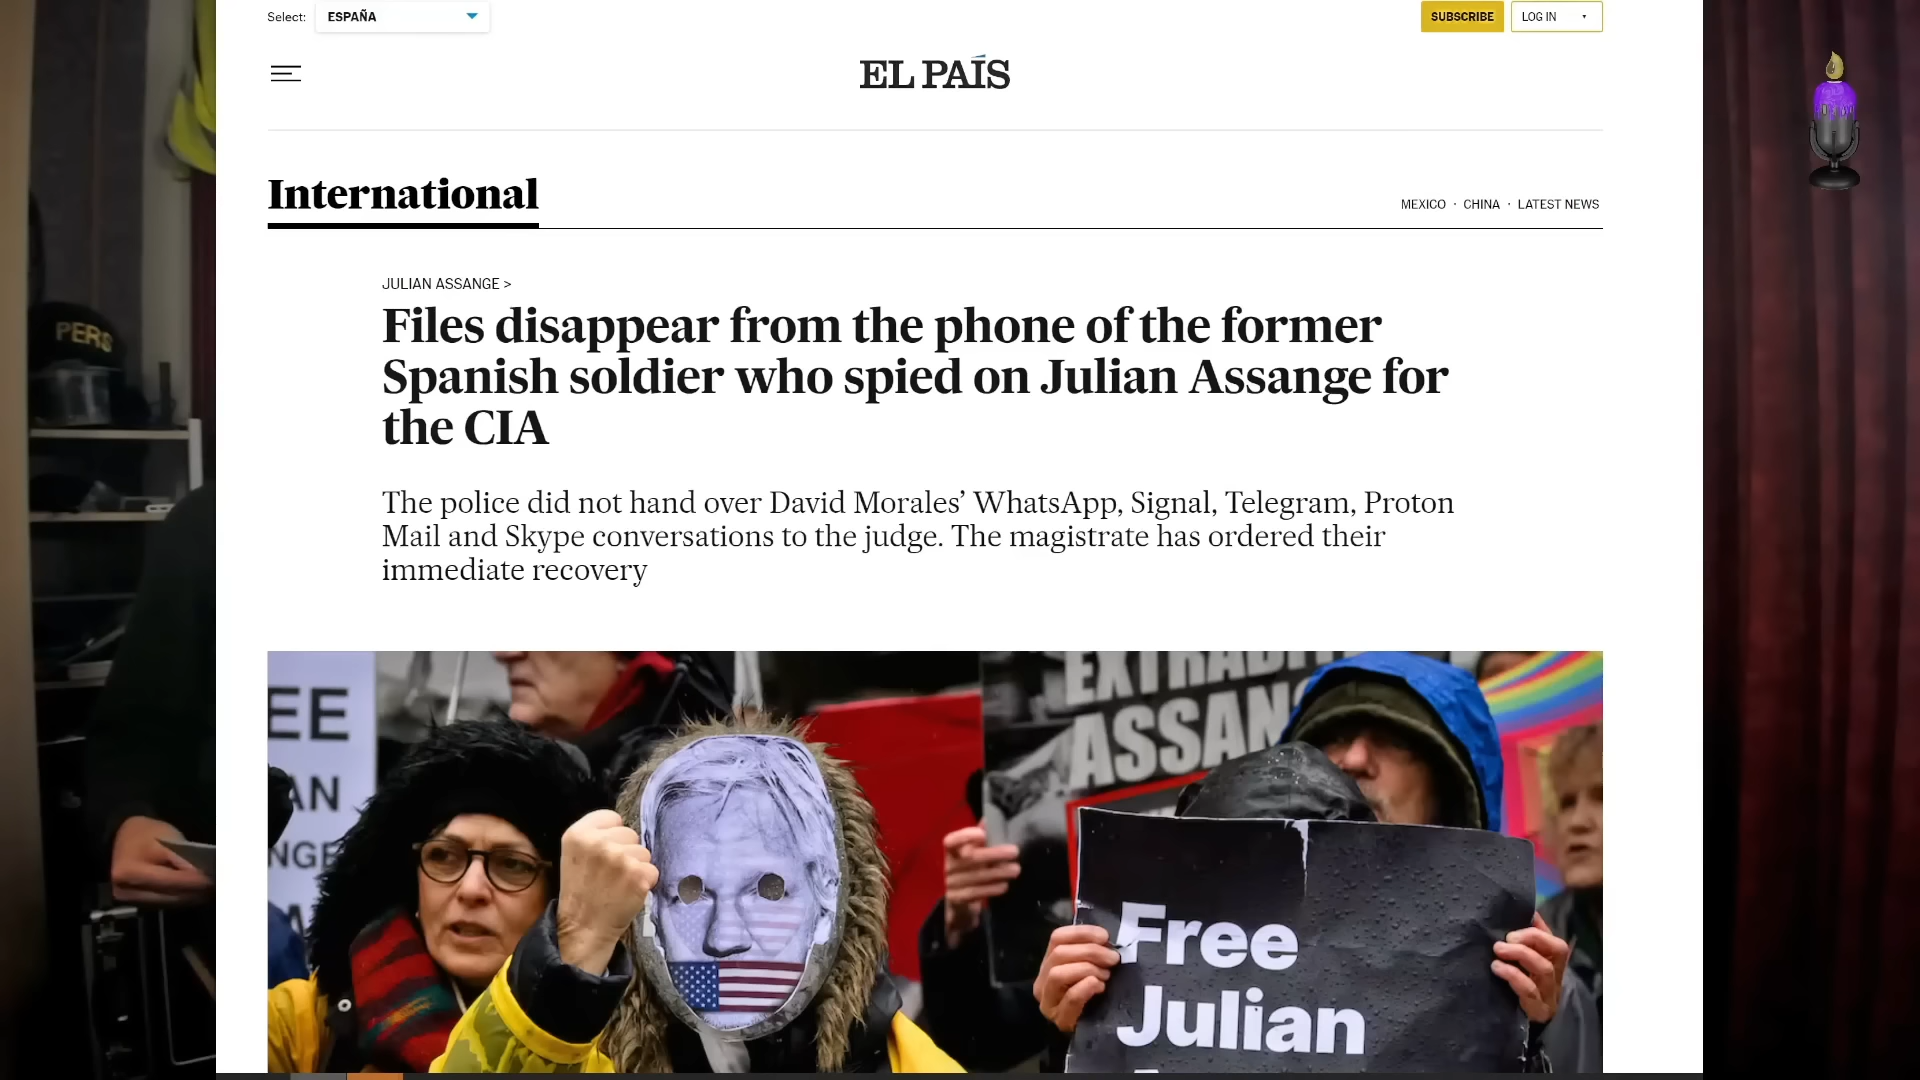 Select:
ESPAÑA
SUBSCRIBE
LOG IN
EL PAÍS
International
MEXICO · CHINA · LATEST NEWS
JULIAN ASSANGE >
Files disappear from the phone of the former
Spanish soldier who spied on Julian Assange for
the CIA
The police did not hand over David Morales’ WhatsApp, Signal, Telegram, Proton
Mail and Skype conversations to the judge. The magistrate has ordered their
immediate recovery
PERS
EE
AN
NGE
EXTRADI
ASSAN
Free
Julian